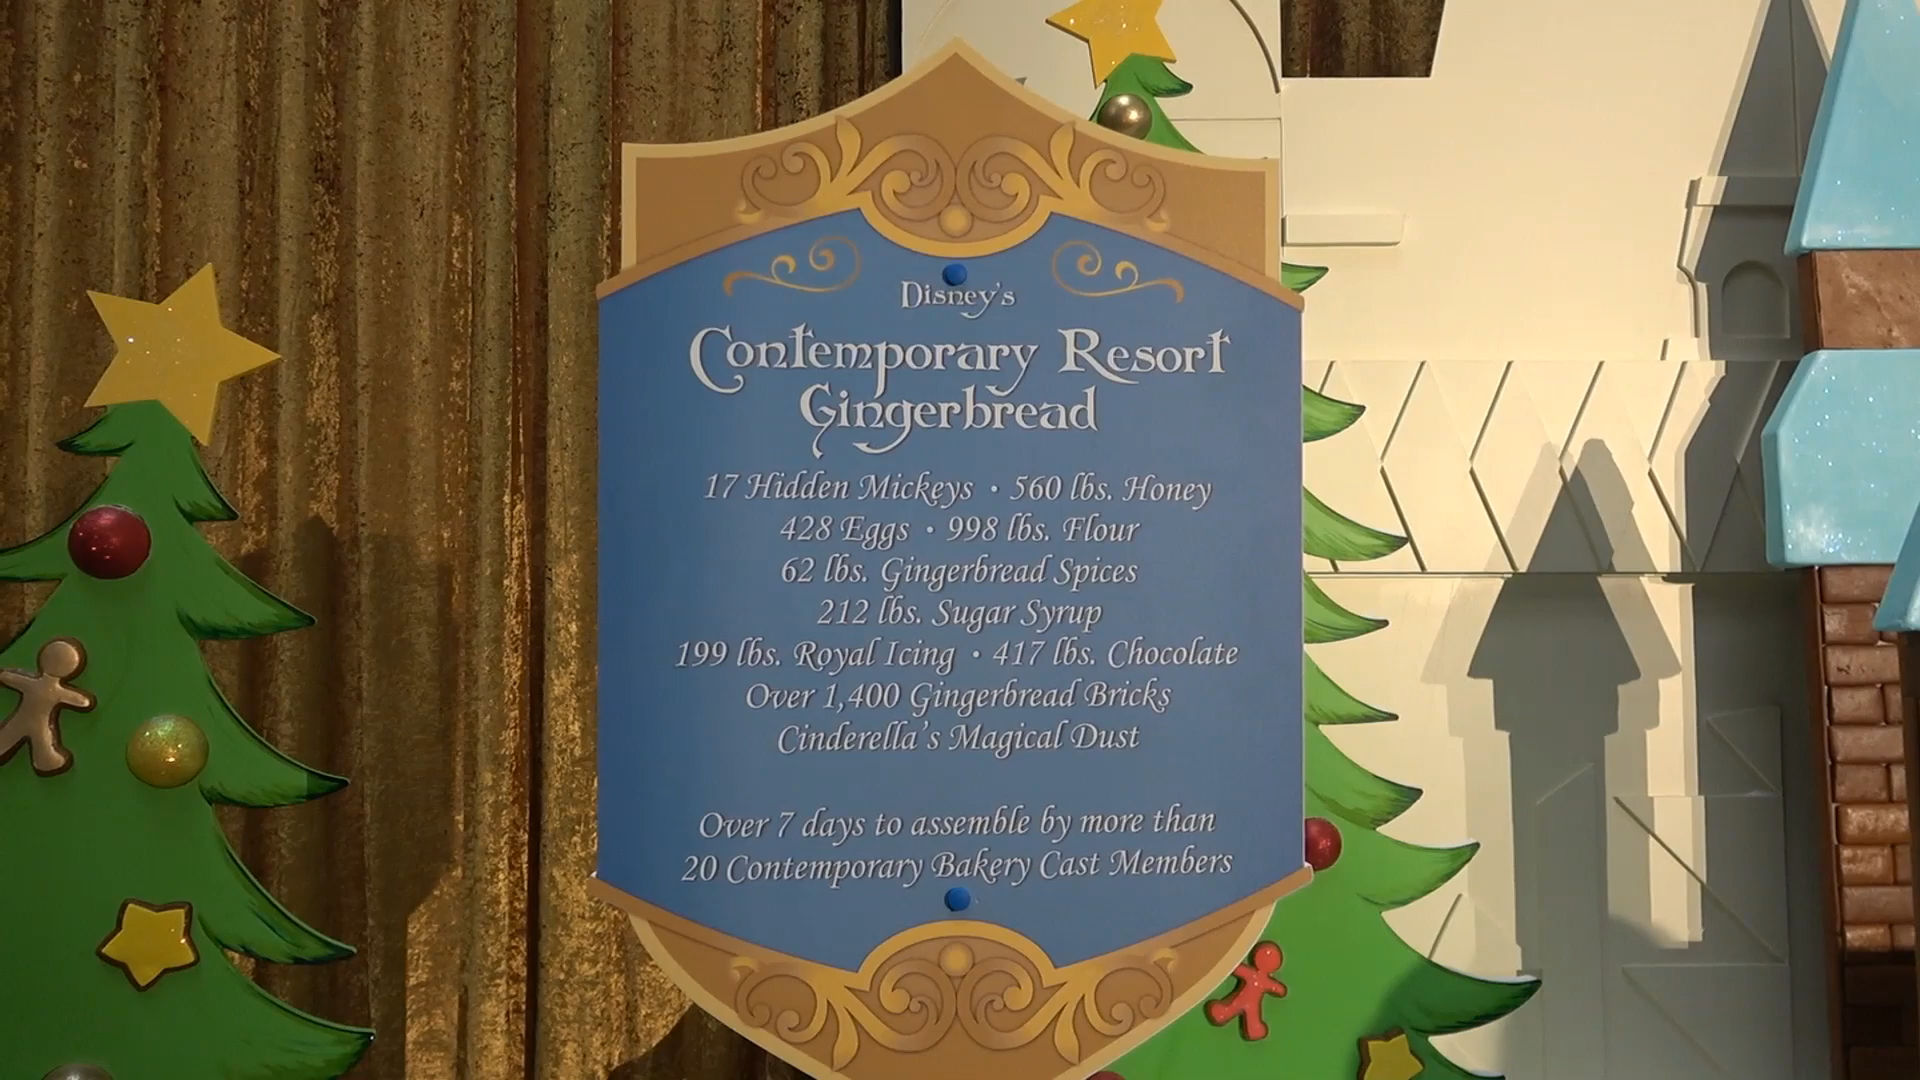 Disney's
Contemporary Resort
Gingerbread
17 Hidden Mickeys • 560 lbs. Honey
428 Eggs • 998 lbs. Flour
62 lbs. Gingerbread Spices
212 lbs. Sugar Syrup
199 lbs. Royal Icing • 417 lbs. Chocolate
Over 1,400 Gingerbread Bricks
Cinderella's Magical Dust
Over 7 days to assemble by more than
20 Contemporary Bakery Cast Members